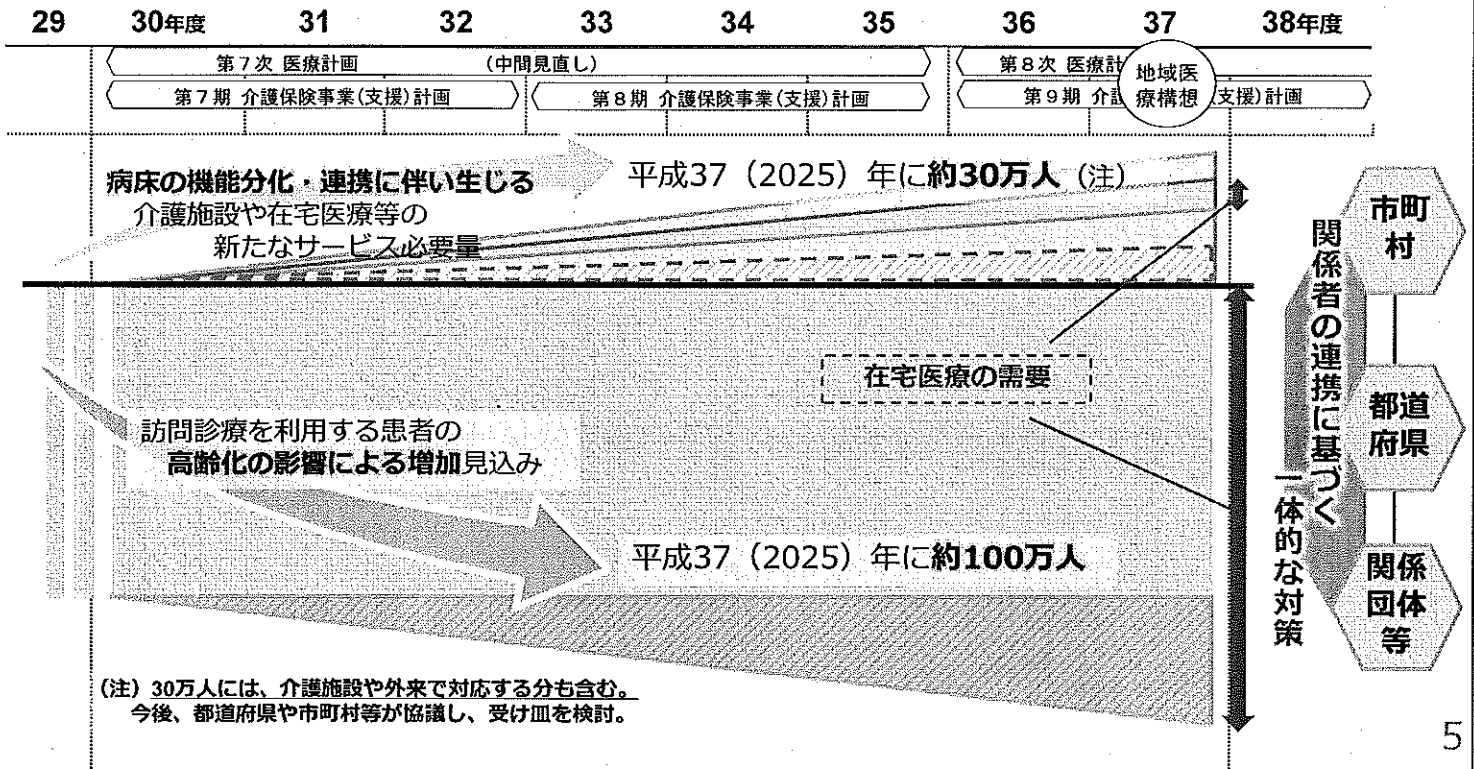 29 30年度 31 32 33 34 35 36 37 38年度
第7次 医療計画 (中間見直し) 第8次 医療計
地域医
療構想
第7期 介護保険事業(支援)計画 第8期 介護保険事業(支援)計画 第9期 介護 支援)計画
病床の機能分化・連携に伴い生じる
介護施設や在宅医療等の
新たなサービス必要量
平成37(2025)年に約30万人(注)
在宅医療の需要
訪問診療を利用する患者の
高齢化の影響による増加見込み
平成37(2025)年に約100万人
関係者の連携に基づく
一体的な対策
市町
村
都道
府県
関係
団体
等
(注)30万人には、介護施設や外来で対応する分も含む。
今後、都道府県や市町村等が協議し、受け皿を検討。
5